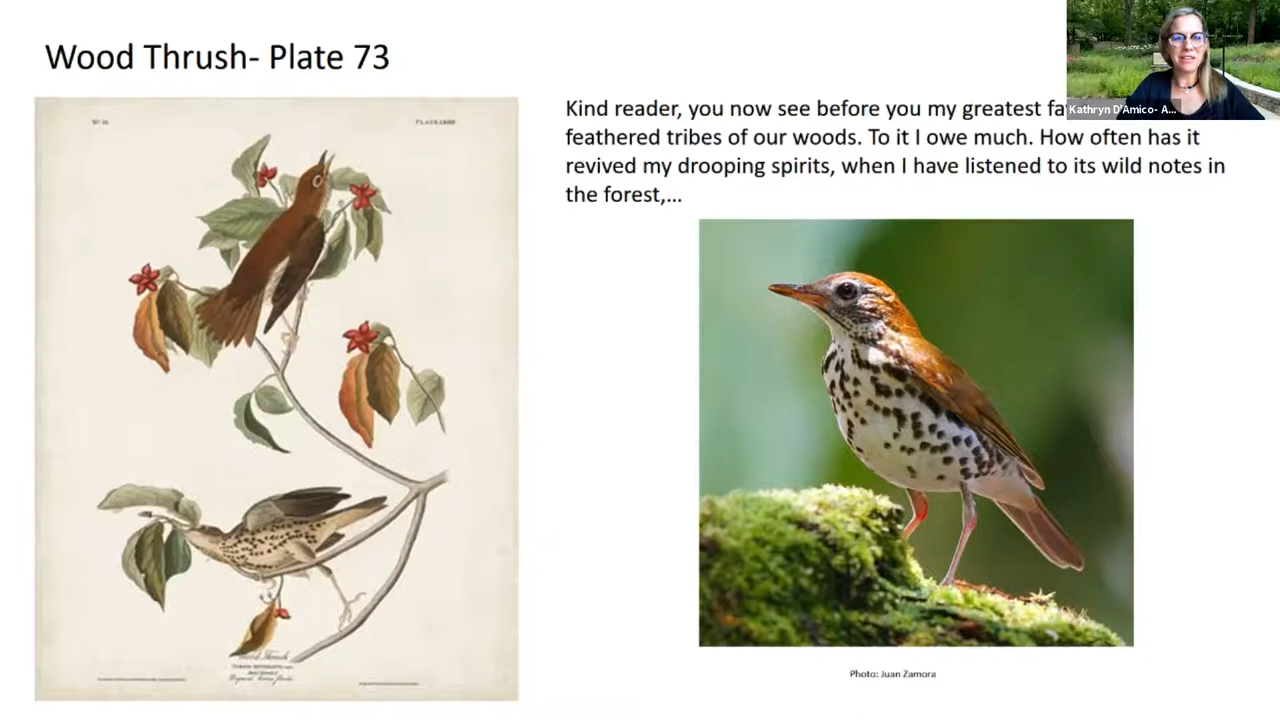 Wood Thrush- Plate 73
Kathryn D'Amico- A...
Kind reader, you now see before you my greatest
feathered tribes of our woods. To it I owe much. How often has it
revived my drooping spirits, when I have listened to its wild notes in
the forest,...
Wood Thrush
Photo: Juan Zamora